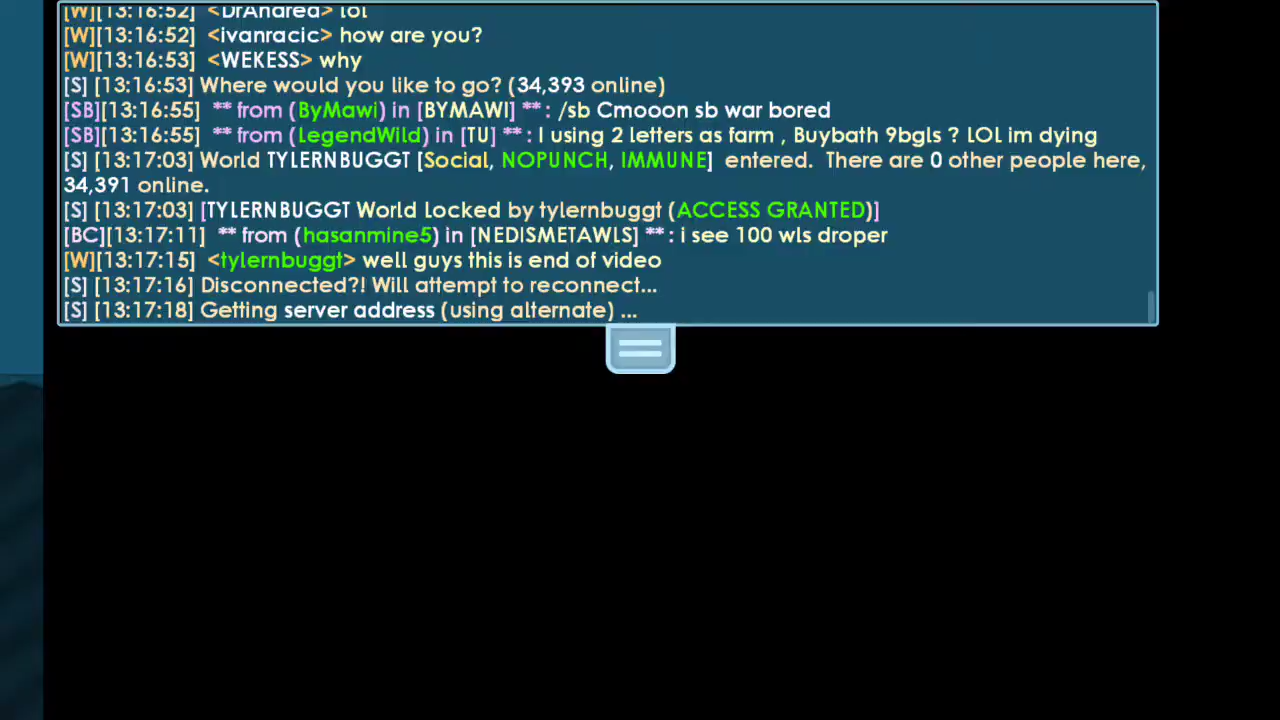 [W][13:16:52] <DrAndrea> lol
[W][13:16:52] <ivanracic> how are you?
[W][13:16:53] <WEKESS> why
[S] [13:16:53] Where would you like to go? (34,393 online)
[SB][13:16:55] ** from (ByMawi) in [BYMAWI] ** : /sb Cmooon sb war bored
[SB][13:16:55] ** from (LegendWild) in [TU] ** : I using 2 letters as farm , Buybath 9bgls ? LOL im dying
[S] [13:17:03] World TYLERNBUGGT [Social, NOPUNCH, IMMUNE] entered. There are 0 other people here,
34,391 online.
[S] [13:17:03] [TYLERNBUGGT World Locked by tylernbuggt (ACCESS GRANTED)]
[BC][13:17:11] ** from (hasanmine5) in [NEDISMETAWLS] ** : i see 100 wls droper
[W][13:17:15] <tylernbuggt> well guys this is end of video
[S] [13:17:16] Disconnected?! Will attempt to reconnect...
[S] [13:17:18] Getting server address (using alternate) ...